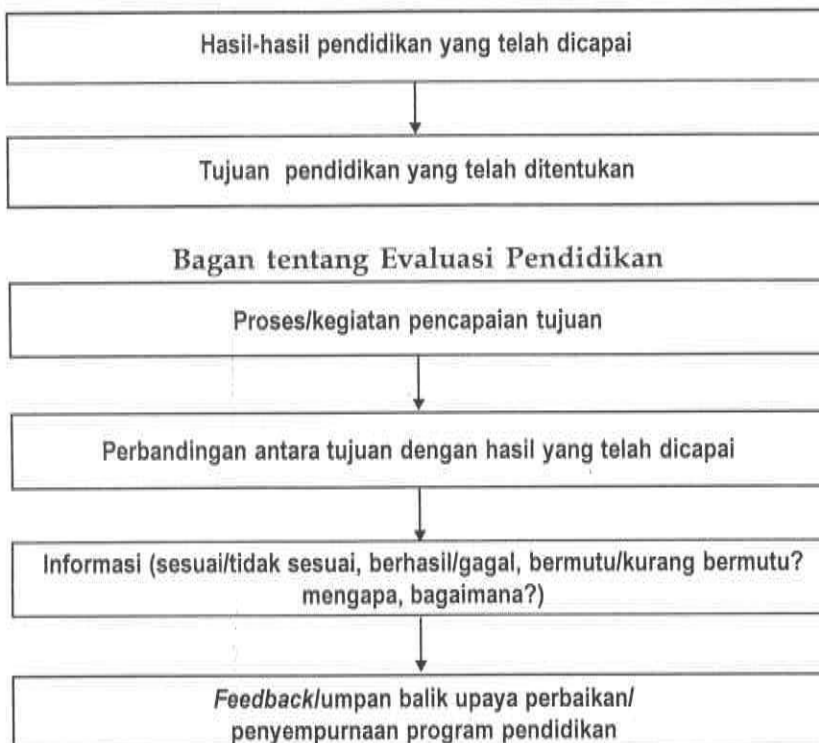 Hasil-hasil pendidikan yang telah dicapai
Tujuan pendidikan yang telah ditentukan
Bagan tentang Evaluasi Pendidikan
Proses/kegiatan pencapaian tujuan
Perbandingan antara tujuan dengan hasil yang telah dicapai
Informasi (sesuai/tidak sesuai, berhasil/gagal, bermutu/kurang bermutu?
mengapa, bagaimana?)
Feedback/umpan balik upaya perbaikan/
penyempurnaan program pendidikan